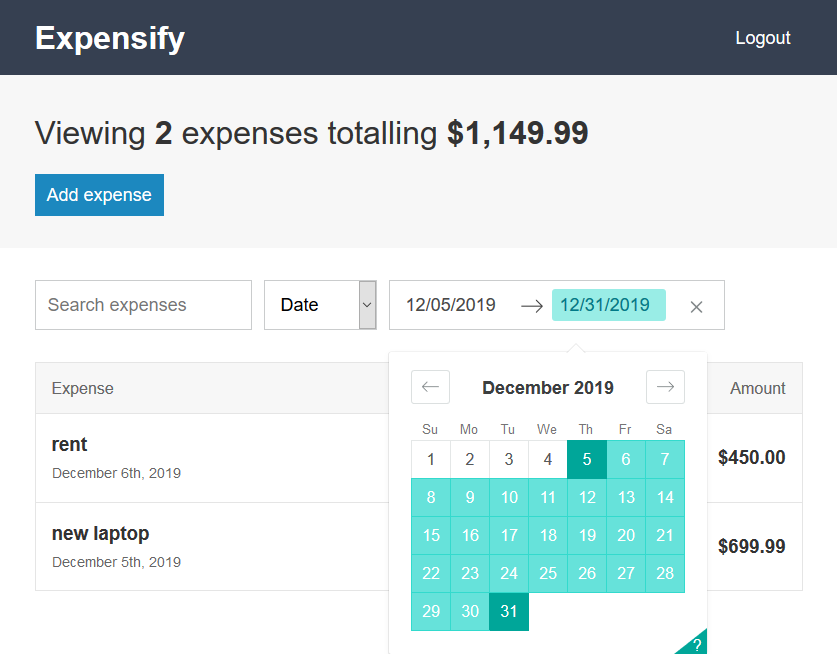 Expensify
Logout
Viewing 2 expenses totalling $1,149.99
Add expense
Search expenses
Date
12/05/2019
12/31/2019
Expense
Amount
rent
December 6th, 2019
$450.00
new laptop
December 5th, 2019
$699.99
December 2019
Su Mo Tu We Th Fr Sa
1 2 3 4 5 6 7
8 9 10 11 12 13 14
15 16 17 18 19 20 21
22 23 24 25 26 27 28
29 30 31
?